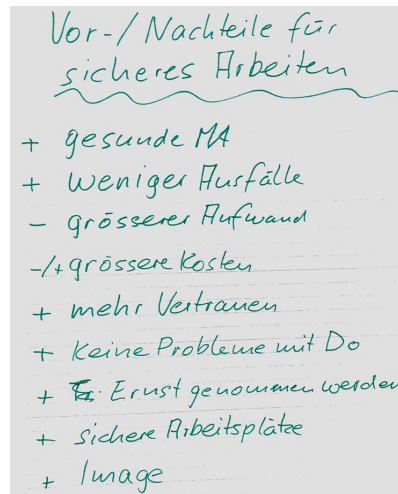 Vor-/Nachteile für
sicheres Arbeiten
+ gesunde MA
+ weniger Ausfälle
- grösserer Aufwand
-/+ grössere Kosten
+ mehr Vertrauen
+ Keine Probleme mit Do
+ Ernst genommen werden
+ sichere Arbeitsplätze
+ Image